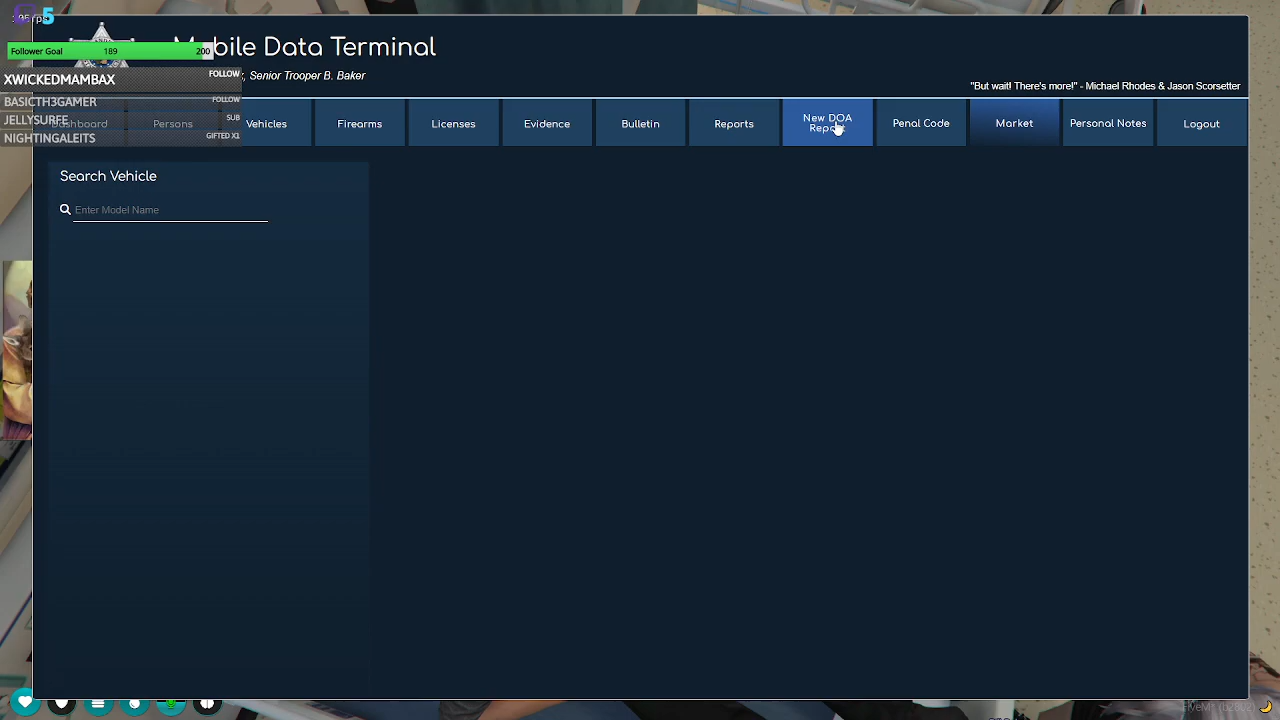 5
Mobile Data Terminal
Follower Goal 189 200
, Senior Trooper B. Baker
XWICKEDMAMBAX FOLLOW
"But wait! There's more!" - Michael Rhodes & Jason Scorsetter
BASICTH3GAMER FOLLOW
JELLYSURFE SUB
NIGHTINGALEITS GIFTED X1
Dashboard
Persons
Vehicles
Firearms
Licenses
Evidence
Bulletin
Reports
New DOA
Report
Penal Code
Market
Personal Notes
Logout
Search Vehicle
Enter Model Name